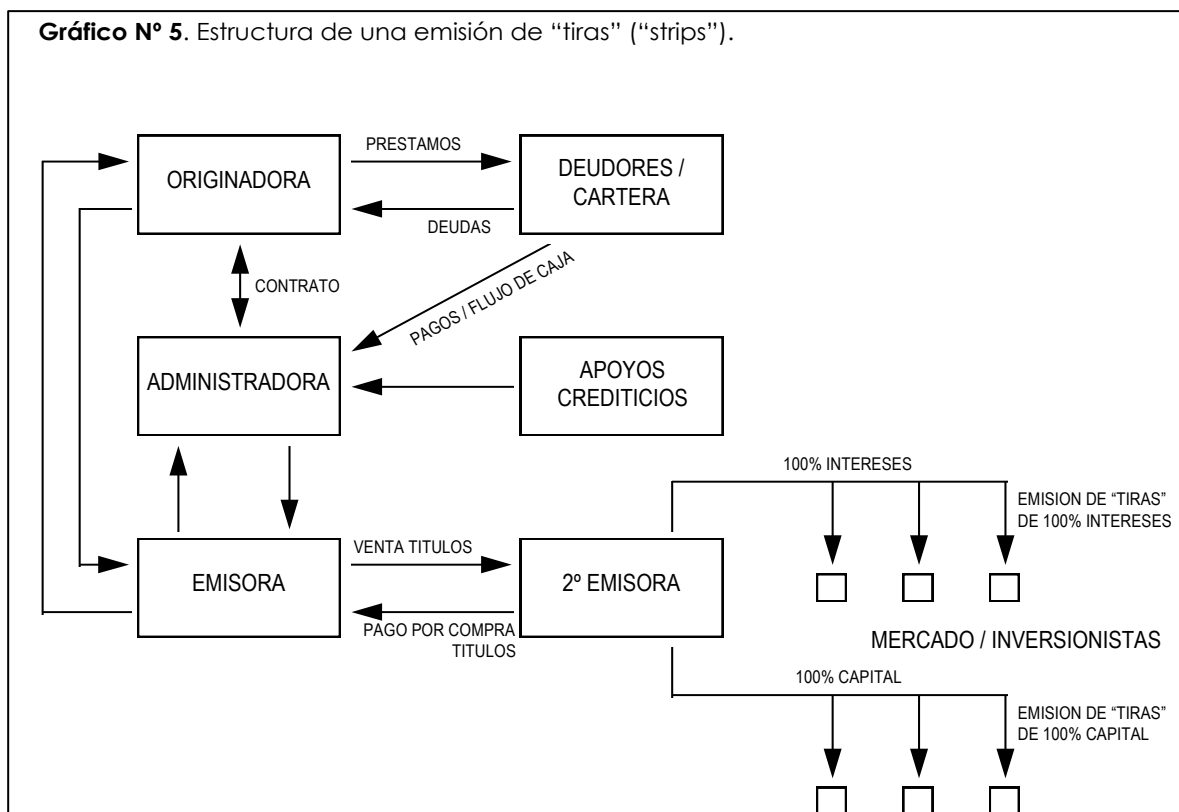 Gráfico Nº 5. Estructura de una emisión de “tiras” (“strips”).
PRESTAMOS
ORIGINADORA
DEUDORES /
CARTERA
DEUDAS
CONTRATO
PAGOS / FLUJO DE CAJA
ADMINISTRADORA
APOYOS
CREDITICIOS
100% INTERESES
EMISION DE “TIRAS”
DE 100% INTERESES
VENTA TITULOS
EMISORA
2º EMISORA
PAGO POR COMPRA
TITULOS
MERCADO / INVERSIONISTAS
100% CAPITAL
EMISION DE “TIRAS”
DE 100% CAPITAL